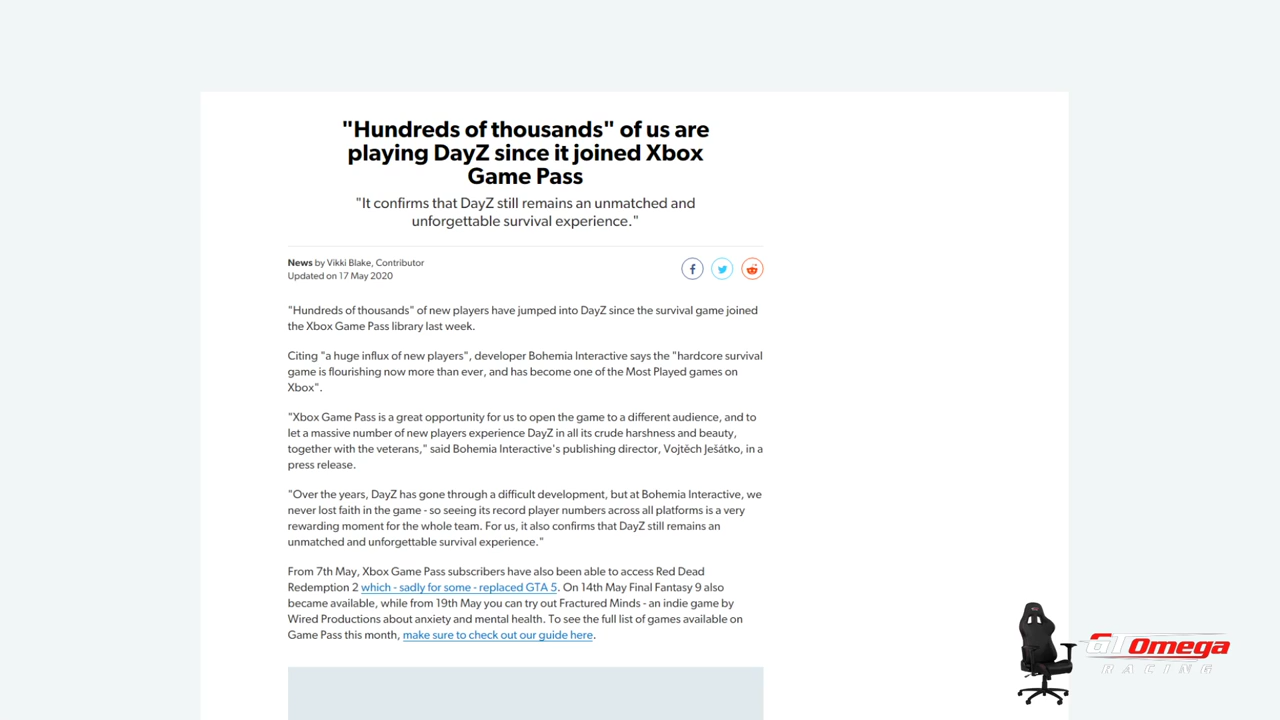 "Hundreds of thousands" of us are
playing DayZ since it joined Xbox
Game Pass
"It confirms that DayZ still remains an unmatched and
unforgettable survival experience."
News by Vikki Blake, Contributor
Updated on 17 May 2020
"Hundreds of thousands" of new players have jumped into DayZ since the survival game joined
the Xbox Game Pass library last week.
Citing "a huge influx of new players", developer Bohemia Interactive says the "hardcore survival
game is flourishing now more than ever, and has become one of the Most Played games on
Xbox".
"Xbox Game Pass is a great opportunity for us to open the game to a different audience, and to
let a massive number of new players experience DayZ in all its crude harshness and beauty,
together with the veterans," said Bohemia Interactive's publishing director, Vojtěch Ješátko, in a
press release.
"Over the years, DayZ has gone through a difficult development, but at Bohemia Interactive, we
never lost faith in the game - so seeing its record player numbers across all platforms is a very
rewarding moment for the whole team. For us, it also confirms that DayZ still remains an
unmatched and unforgettable survival experience."
From 7th May, Xbox Game Pass subscribers have also been able to access Red Dead
Redemption 2 which - sadly for some - replaced GTA 5. On 14th May Final Fantasy 9 also
became available, while from 19th May you can try out Fractured Minds - an indie game by
Wired Productions about anxiety and mental health. To see the full list of games available on
Game Pass this month, make sure to check out our guide here.
GT Omega
RACING